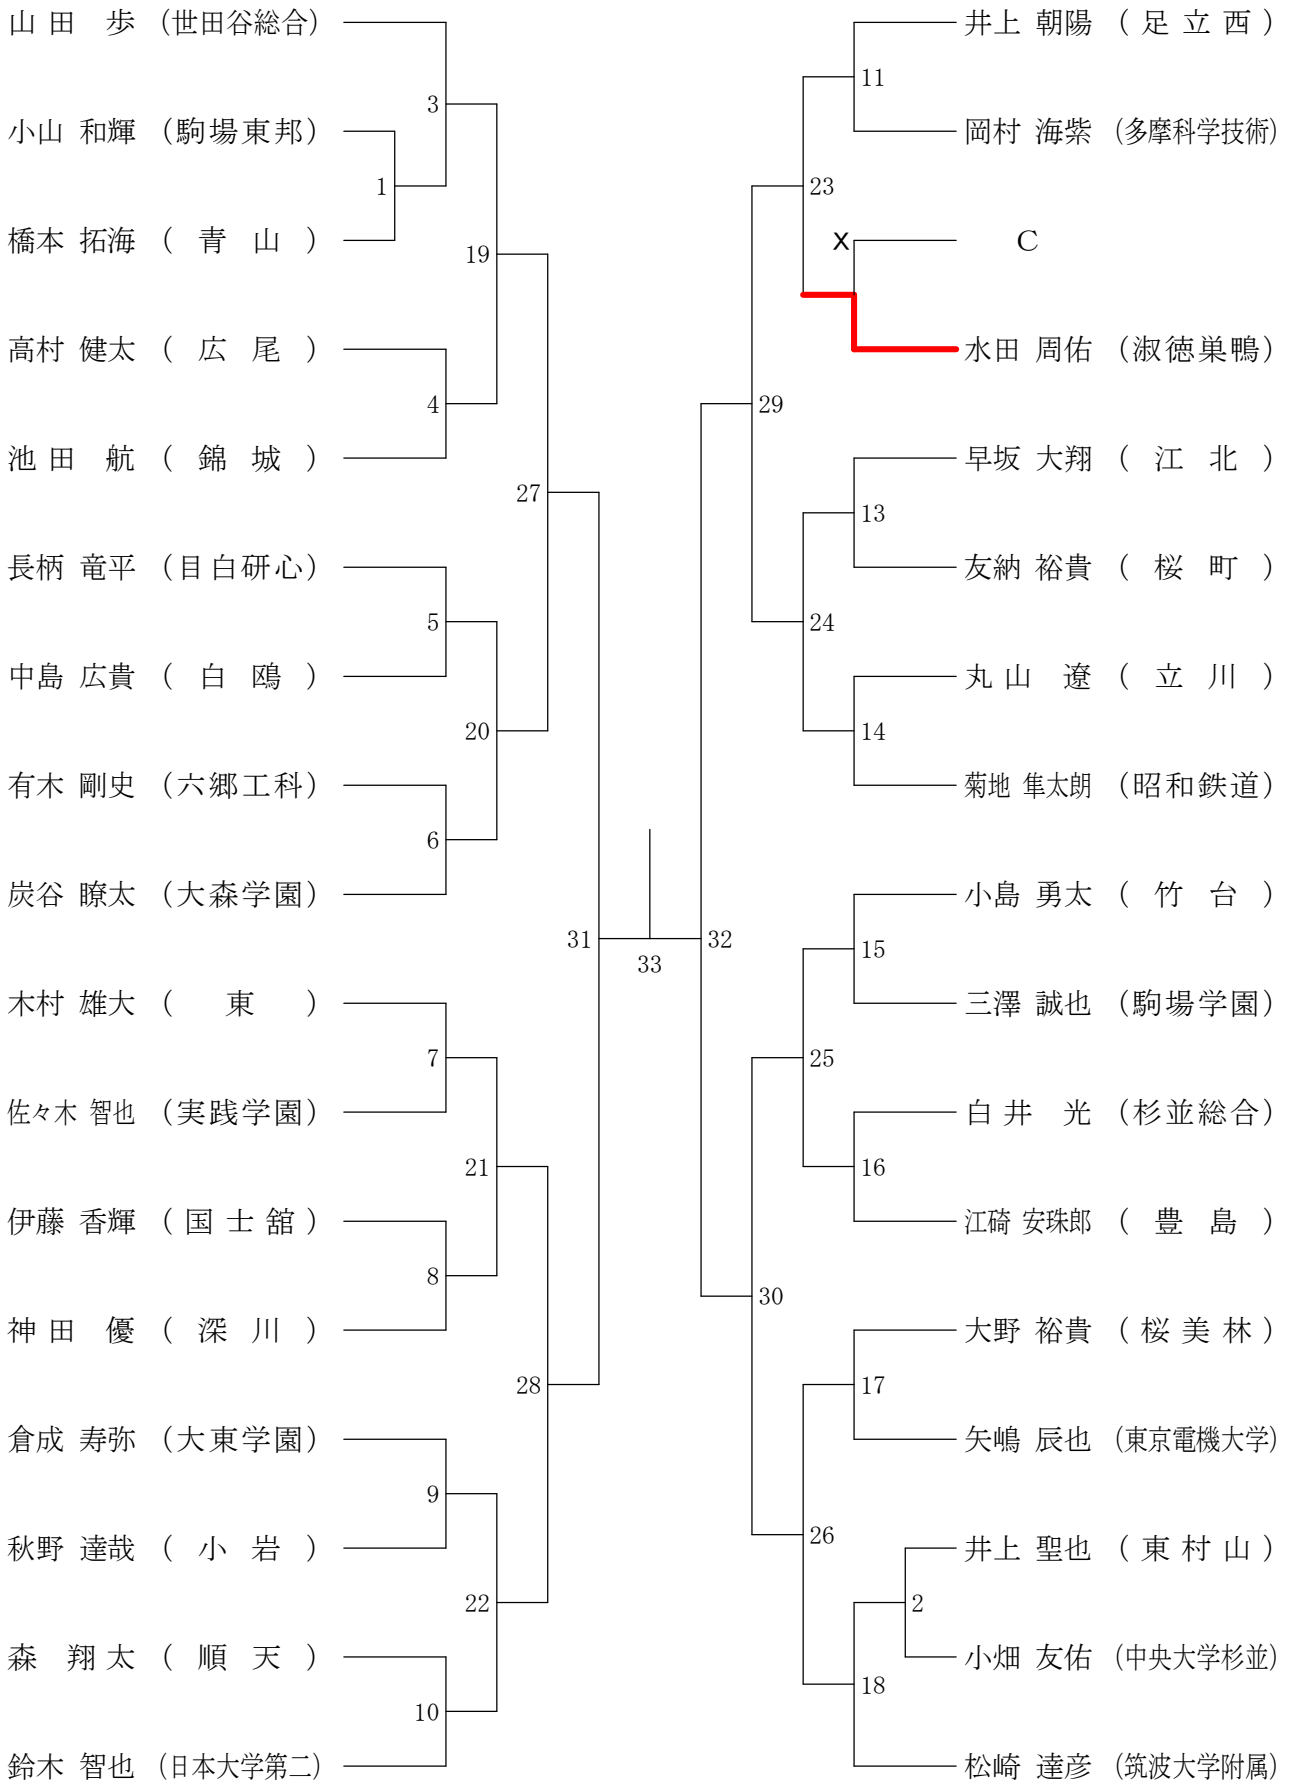 山田 歩 (世田谷総合)
3
小山 和輝 (駒場東邦)
1
橋本 拓海 (青山)
19
高村 健太 (広尾)
4
池田 航 (錦城)
27
長柄 竜平 (目白研心)
5
中島 広貴 (白鴎)
20
有木 剛史 (六郷工科)
6
炭谷 瞭太 (大森学園)
31
33
木村 雄大 (東)
7
佐々木 智也 (実践学園)
21
伊藤 香輝 (国士舘)
8
神田 優 (深川)
28
倉成 寿弥 (大東学園)
9
秋野 達哉 (小岩)
22
森 翔太 (順天)
10
鈴木 智也 (日本大学第二)
井上 朝陽 (足立西)
11
岡村 海紫 (多摩科学技術)
23
x C
水田 周佑 (淑徳巣鴨)
29
早坂 大翔 (江北)
13
友納 裕貴 (桜町)
24
丸山 遼 (立川)
14
菊地 隼太朗 (昭和鉄道)
小島 勇太 (竹台)
32
15
三澤 誠也 (駒場学園)
25
白井 光 (杉並総合)
16
江碕 安珠郎 (豊島)
30
大野 裕貴 (桜美林)
17
矢嶋 辰也 (東京電機大学)
26
井上 聖也 (東村山)
2
小畑 友佑 (中央大学杉並)
18
松崎 達彦 (筑波大学附属)